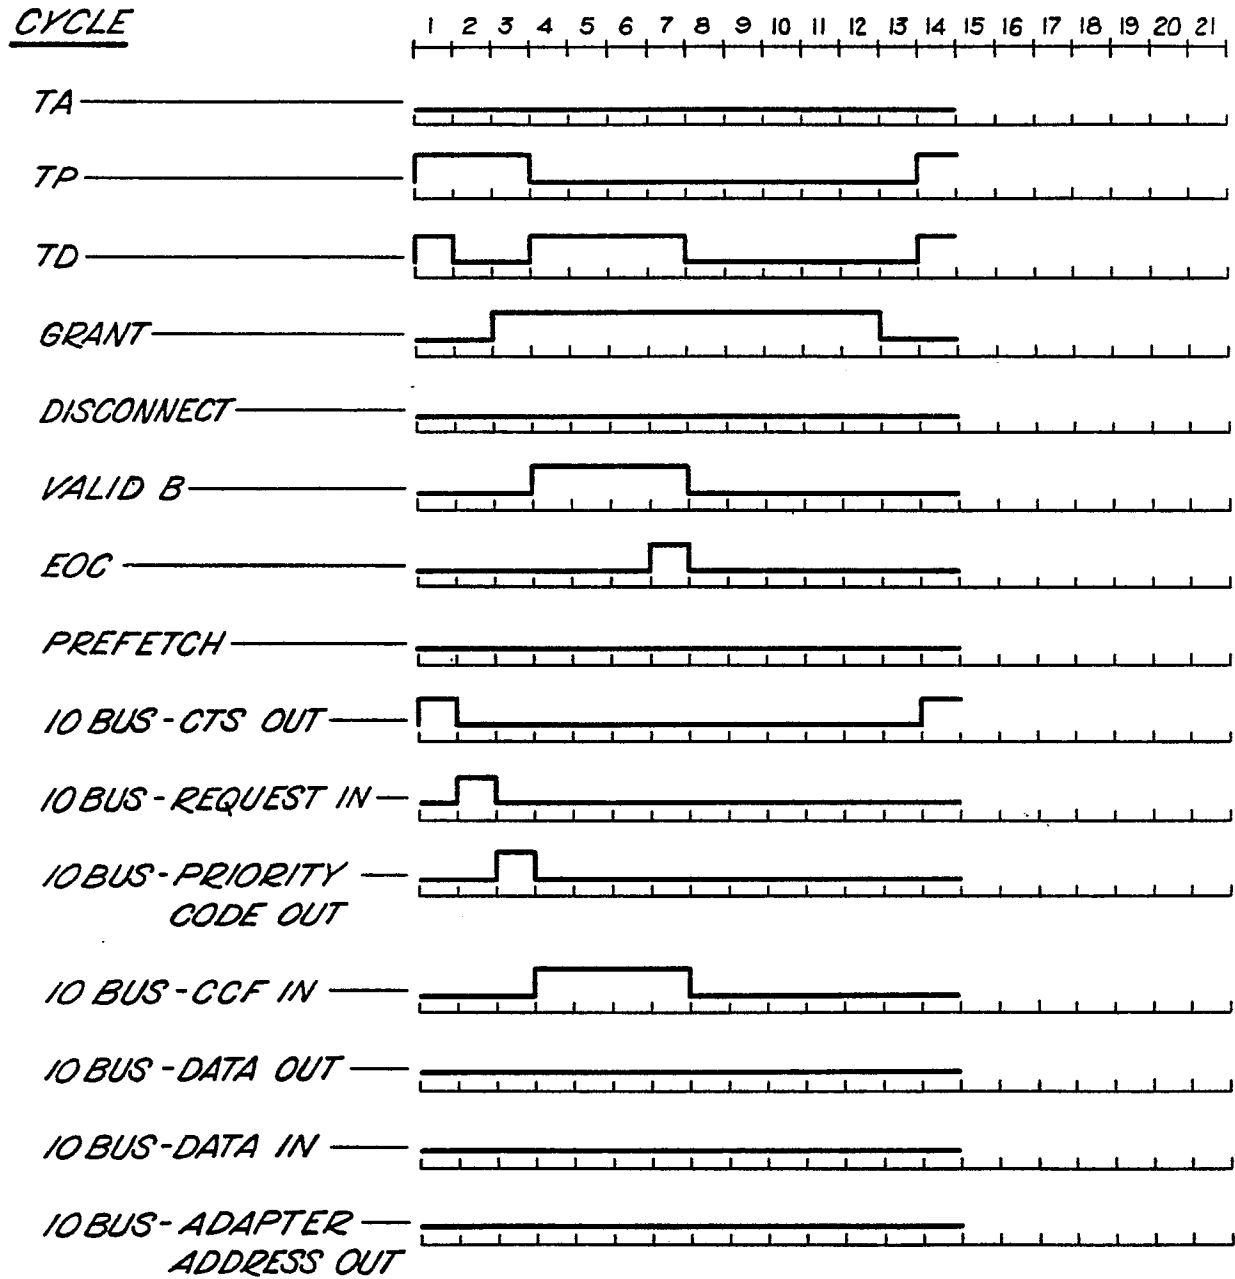 CYCLE 1 2 3 4 5 6 7 8 9 10 11 12 13 14 15 16 17 18 19 20 21
TA
TP
TD
GRANT
DISCONNECT
VALID B
EOC
PREFETCH
IO BUS - CTS OUT
IO BUS - REQUEST IN
IO BUS - PRIORITY
CODE OUT
IO BUS - CCF IN
IO BUS - DATA OUT
IO BUS - DATA IN
IO BUS - ADAPTER
ADDRESS OUT